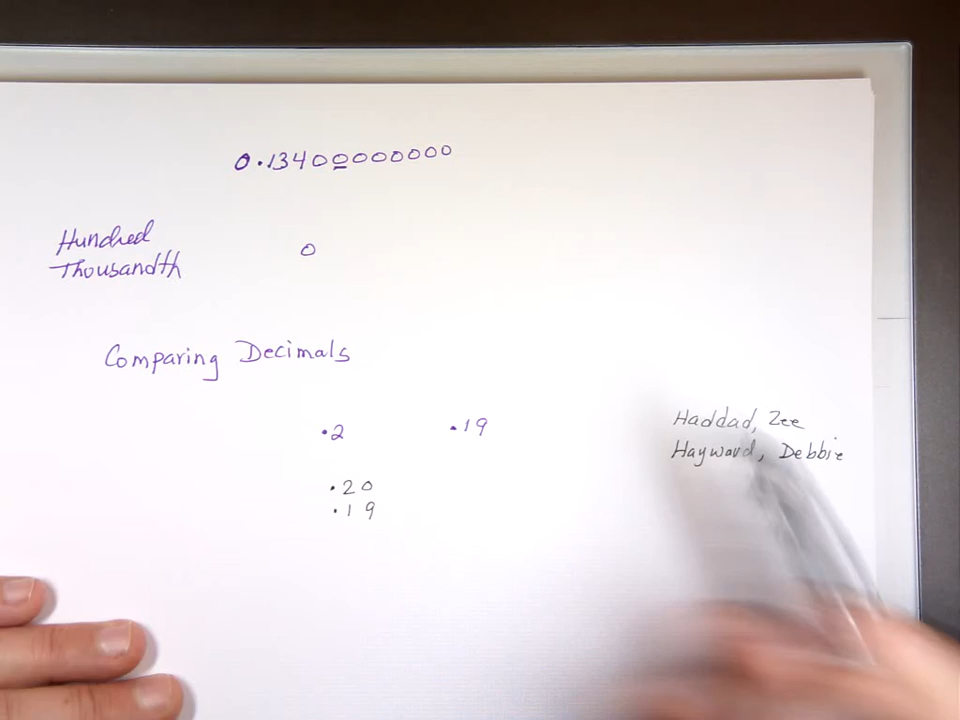 0.13400000000
Hundred
Thousandth
0
Comparing Decimals
.2 .19
Haddad, Zee
Hayward, Debbie
.20
.19